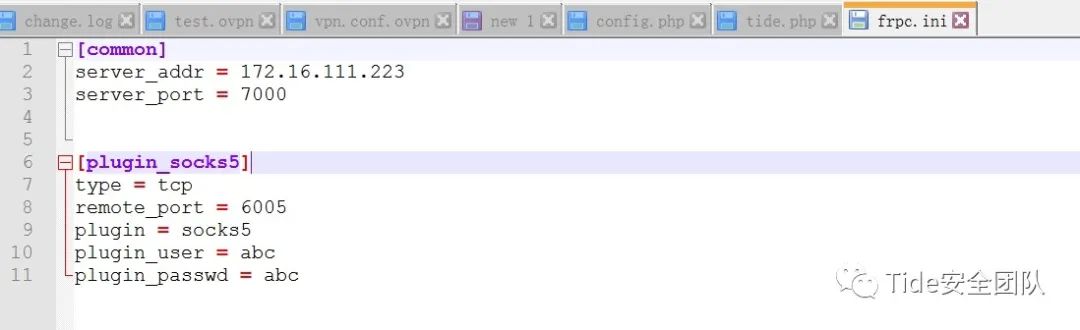 change.log test.ovpn vpn.conf.ovpn new 1 config.php tide.php frpc.ini
1 [common]
2 server_addr = 172.16.111.223
3 server_port = 7000
4
5
6 [plugin_socks5]
7 type = tcp
8 remote_port = 6005
9 plugin = socks5
10 plugin_user = abc
11 plugin_passwd = abc
Tide安全团队